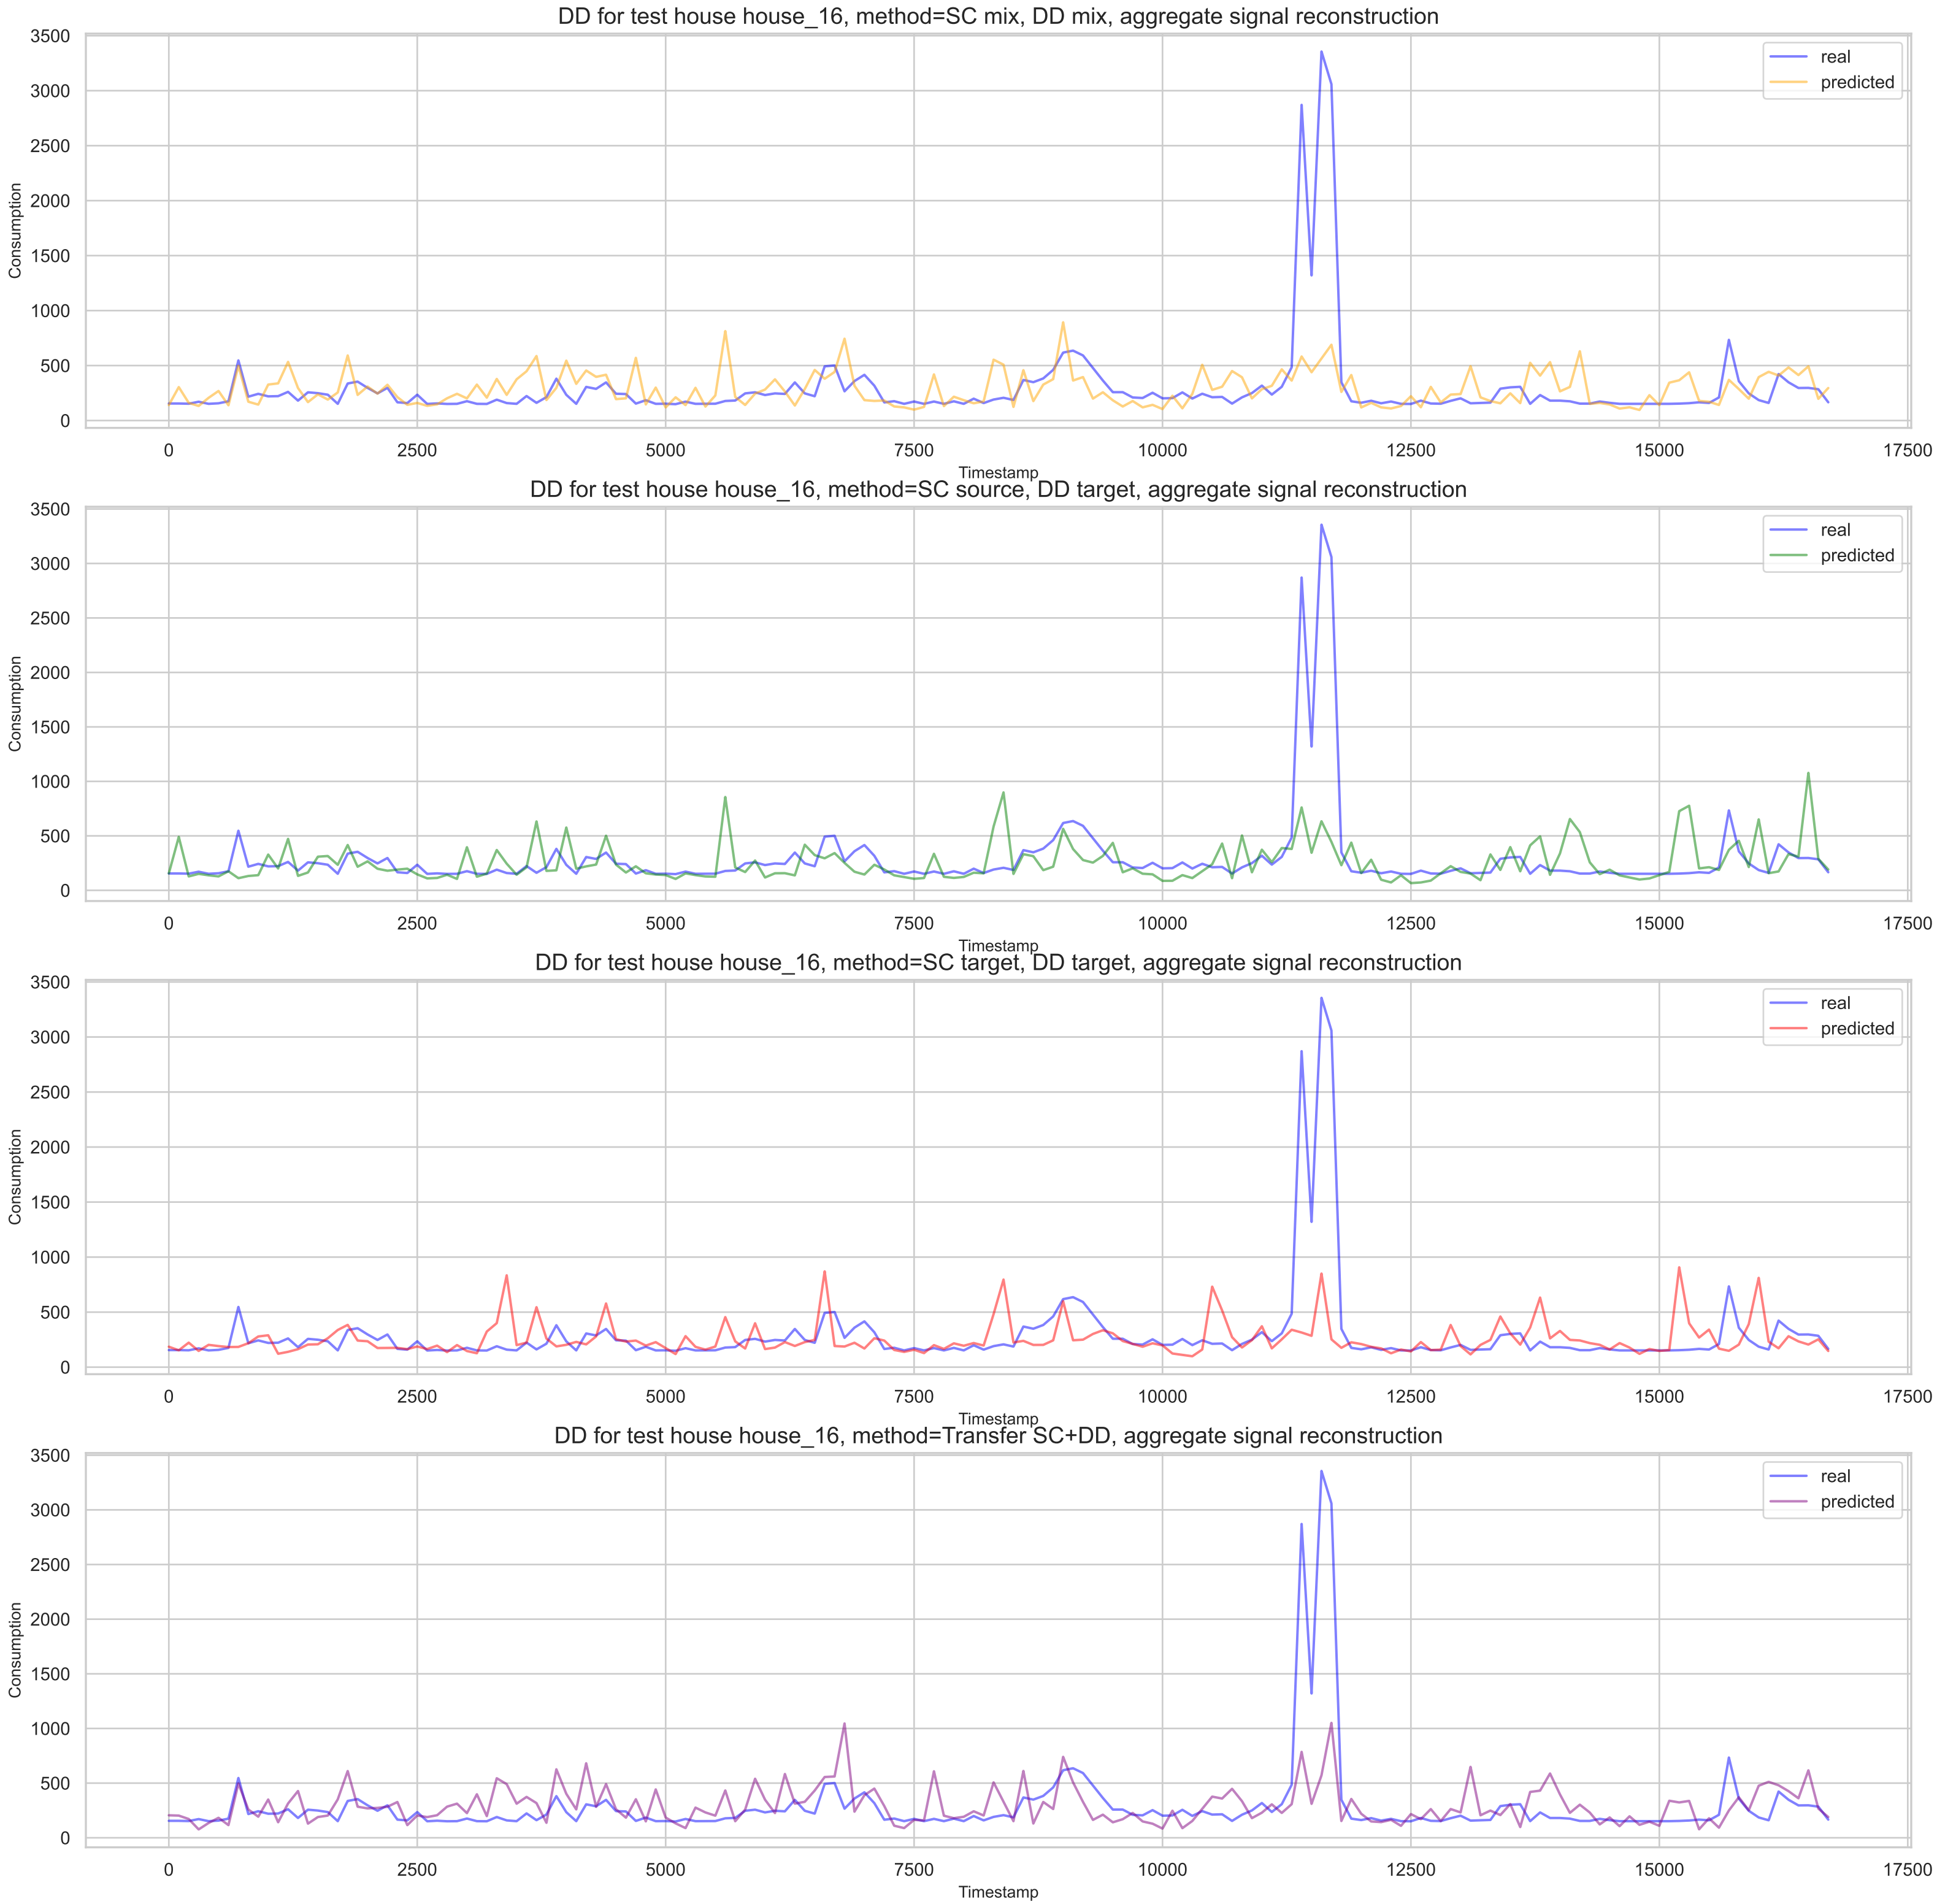 DD for test house house_16, method=SC mix, DD mix, aggregate signal reconstruction
3500
3000
2500
2000
1500
1000
500
0
Consumption
real
predicted
0 2500 5000 7500 10000 12500 15000 17500
Timestamp
DD for test house house_16, method=SC source, DD target, aggregate signal reconstruction
3500
3000
2500
2000
1500
1000
500
0
Consumption
real
predicted
0 2500 5000 7500 10000 12500 15000 17500
Timestamp
DD for test house house_16, method=SC target, DD target, aggregate signal reconstruction
3500
3000
2500
2000
1500
1000
500
0
Consumption
real
predicted
0 2500 5000 7500 10000 12500 15000 17500
Timestamp
DD for test house house_16, method=Transfer SC+DD, aggregate signal reconstruction
3500
3000
2500
2000
1500
1000
500
0
Consumption
real
predicted
0 2500 5000 7500 10000 12500 15000 17500
Timestamp